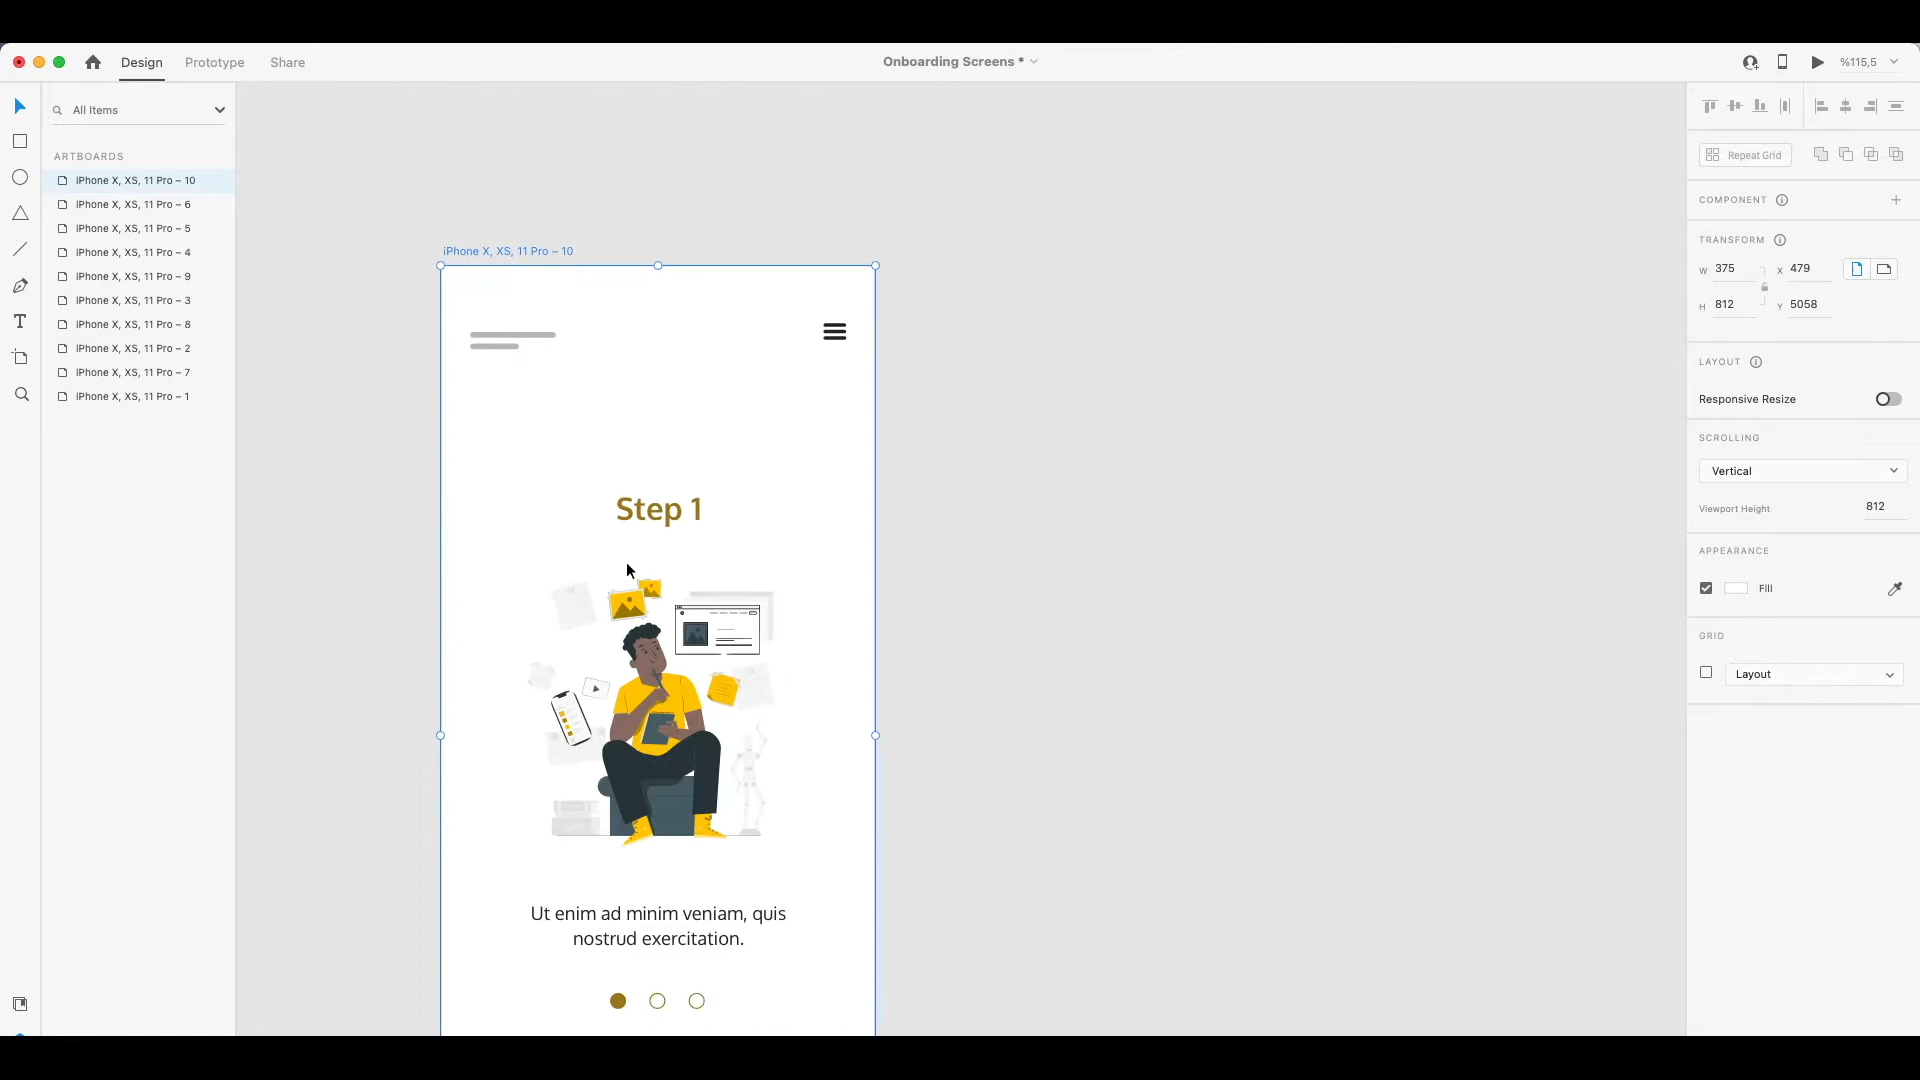 Design
Prototype
Share
Onboarding Screens *
%115,5
All Items
ARTBOARDS
iPhone X, XS, 11 Pro – 10
iPhone X, XS, 11 Pro – 6
iPhone X, XS, 11 Pro – 5
iPhone X, XS, 11 Pro – 4
iPhone X, XS, 11 Pro – 9
iPhone X, XS, 11 Pro – 3
iPhone X, XS, 11 Pro – 8
iPhone X, XS, 11 Pro – 2
iPhone X, XS, 11 Pro – 7
iPhone X, XS, 11 Pro – 1
iPhone X, XS, 11 Pro – 10
Step 1
Ut enim ad minim veniam, quis
nostrud exercitation.
Repeat Grid
COMPONENT
TRANSFORM
W 375 X 479
H 812 Y 5058
LAYOUT
Responsive Resize
SCROLLING
Vertical
Viewport Height 812
APPEARANCE
Fill
GRID
Layout